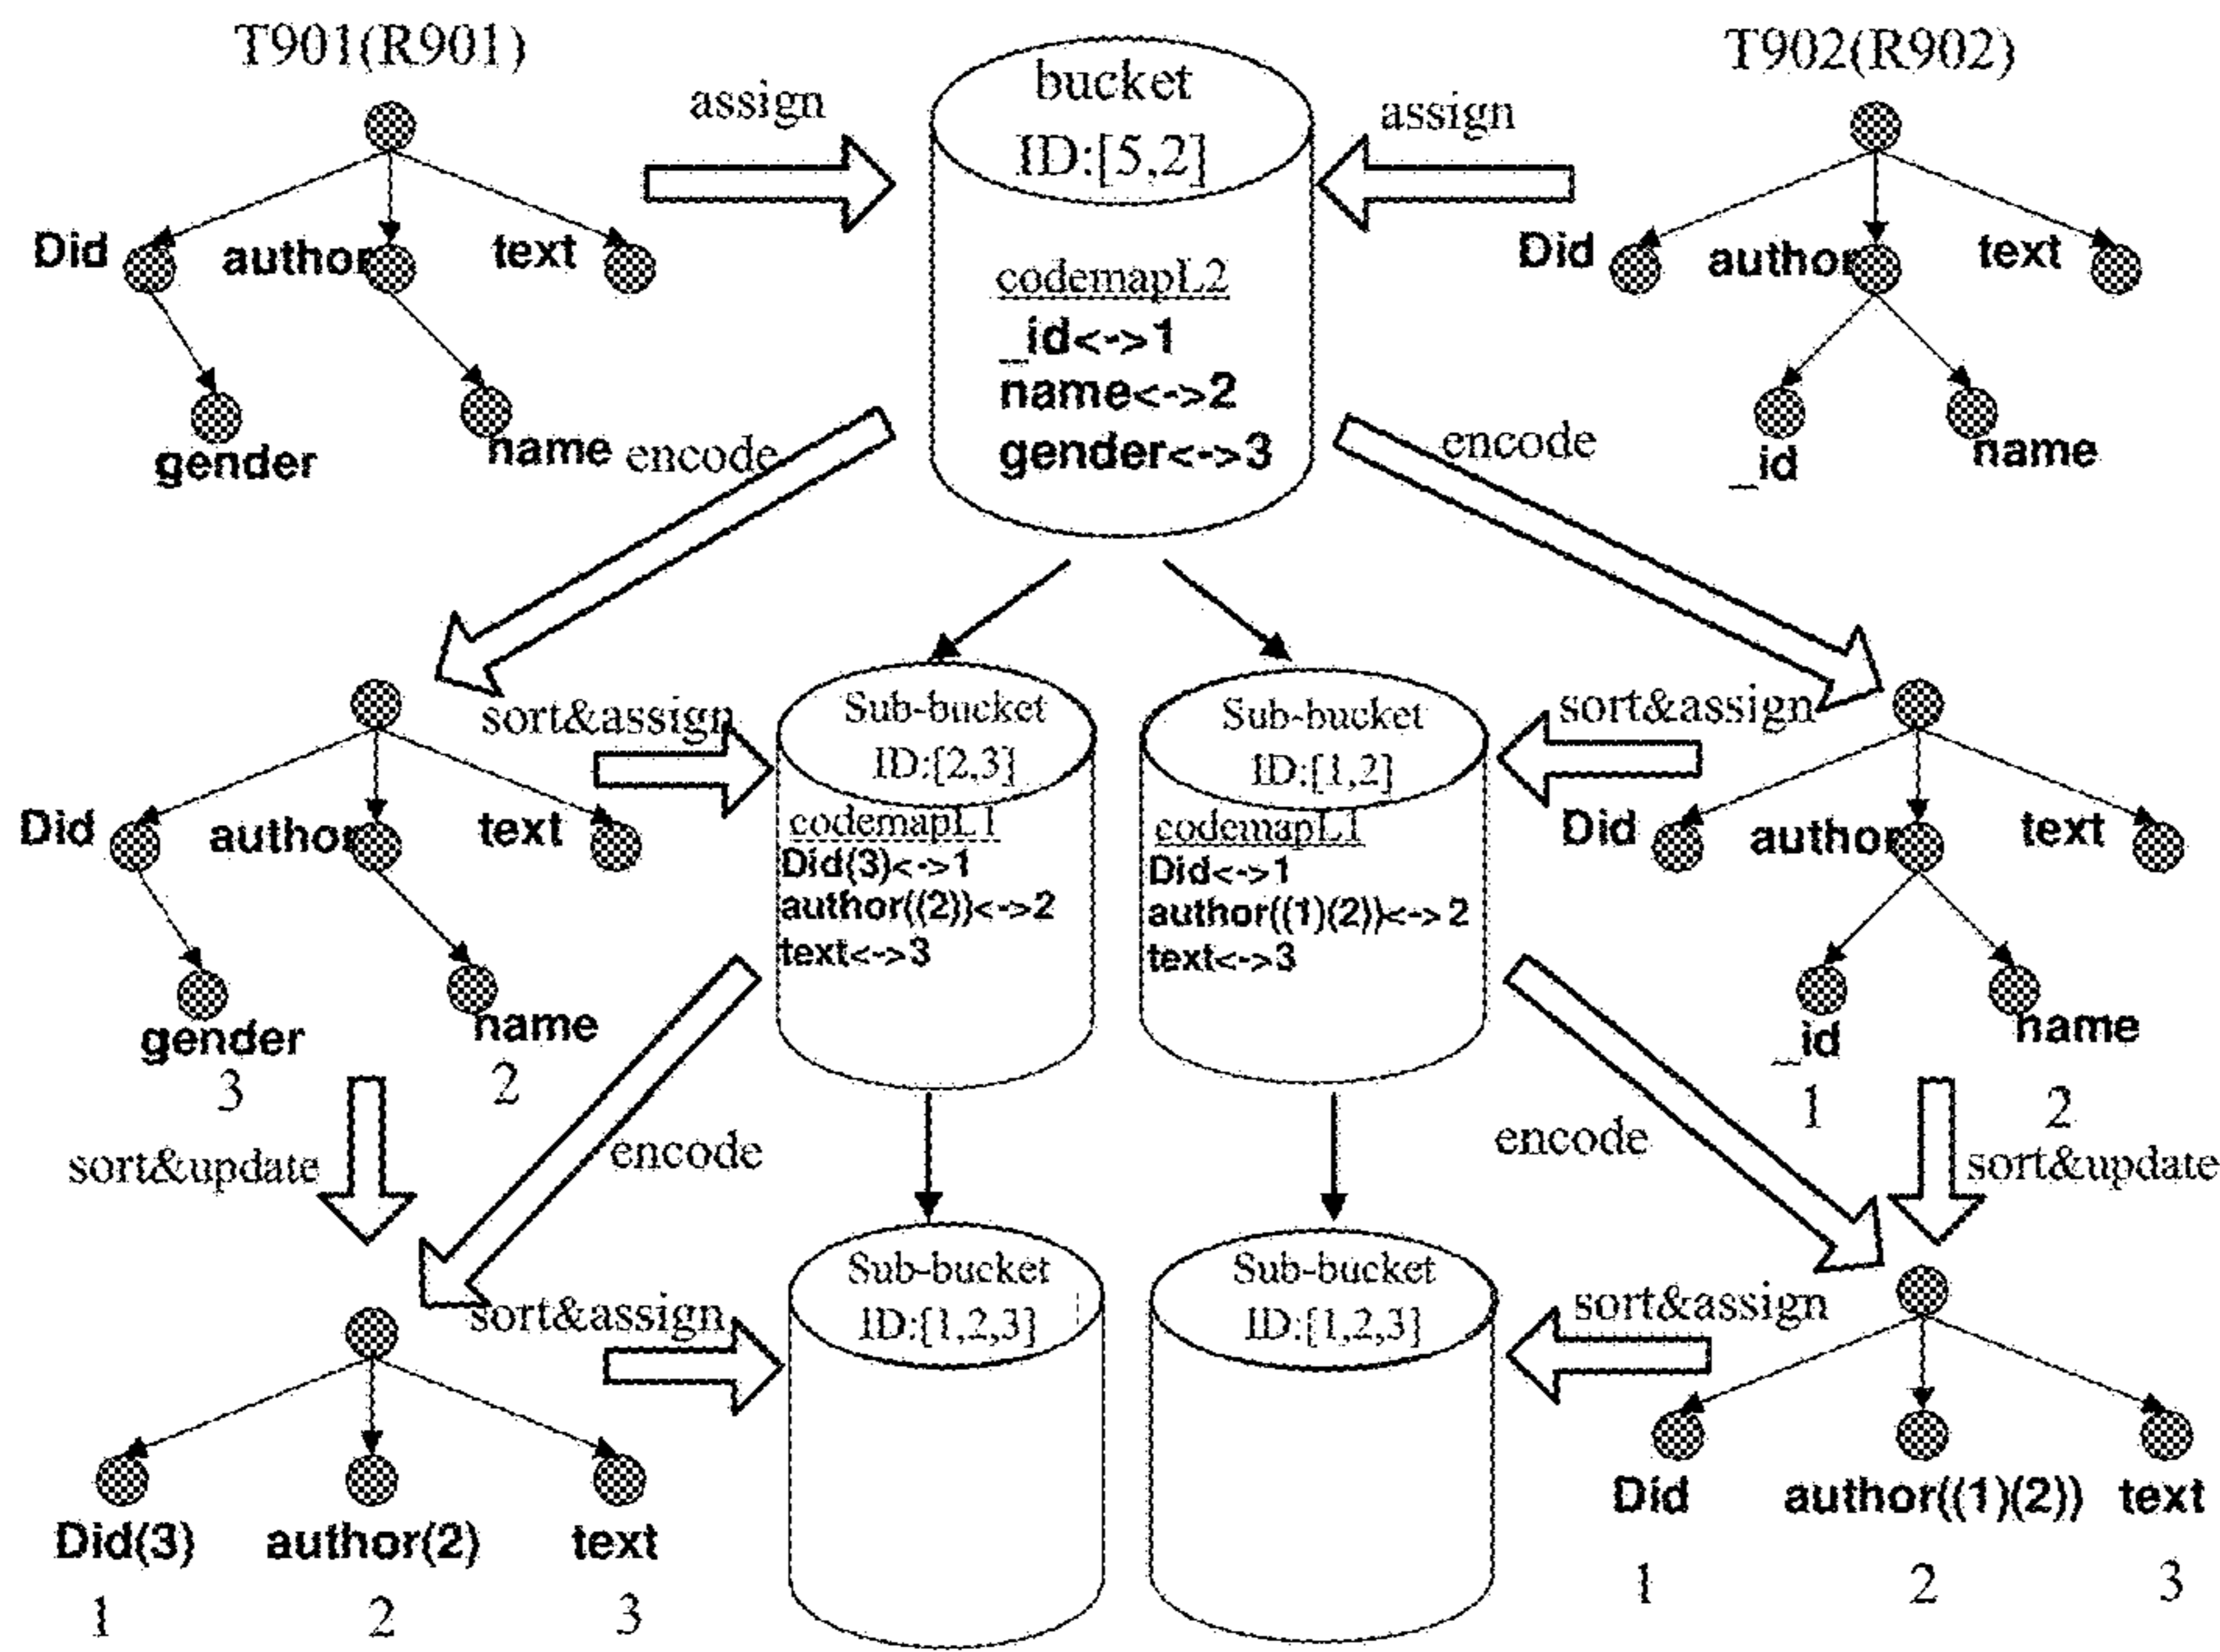 T901(R901)
T902(R902)
bucket
ID:[5,2]
assign
assign
Did
author
text
gender
name
codemapL2
_id<->1
name<->2
gender<->3
Did
author
text
_id
name
encode
encode
sort&assign
Sub-bucket
ID:[2,3]
codemapL1
Did(3)<->1
author((2))<->2
text<->3
Sub-bucket
ID:[1,2]
codemapL1
Did<->1
author((1)(2))<->2
text<->3
sort&assign
Did
author
text
gender
name
3
2
Did
author
text
_id
name
1
2
sort&update
encode
encode
sort&update
sort&assign
Sub-bucket
ID:[1,2,3]
Sub-bucket
ID:[1,2,3]
sort&assign
Did(3)
author(2)
text
1
2
3
Did
author((1)(2))
text
1
2
3